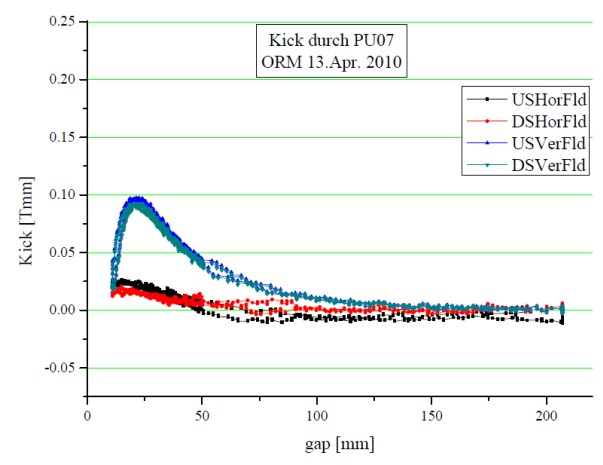 0.25
0.20
0.15
0.10
0.05
0.00
-0.05
Kick [Tmm]
Kick durch PU07
ORM 13.Apr. 2010
USHorFld
DSHorFld
USVerFld
DSVerFld
0
50
100
150
200
gap [mm]